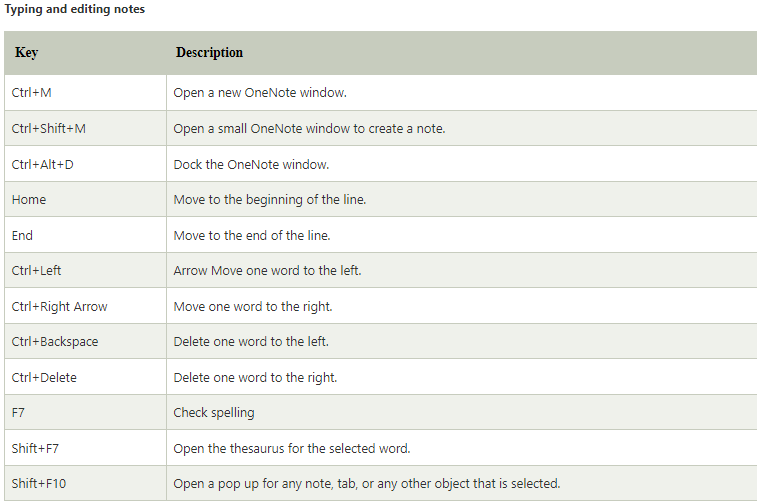 Typing and editing notes
Key Description
Ctrl+M Open a new OneNote window.
Ctrl+Shift+M Open a small OneNote window to create a note.
Ctrl+Alt+D Dock the OneNote window.
Home Move to the beginning of the line.
End Move to the end of the line.
Ctrl+Left Arrow Move one word to the left.
Ctrl+Right Arrow Move one word to the right.
Ctrl+Backspace Delete one word to the left.
Ctrl+Delete Delete one word to the right.
F7 Check spelling
Shift+F7 Open the thesaurus for the selected word.
Shift+F10 Open a pop up for any note, tab, or any other object that is selected.